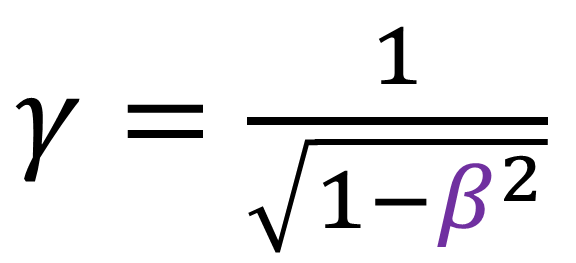 γ = 1 / √(1−β²)